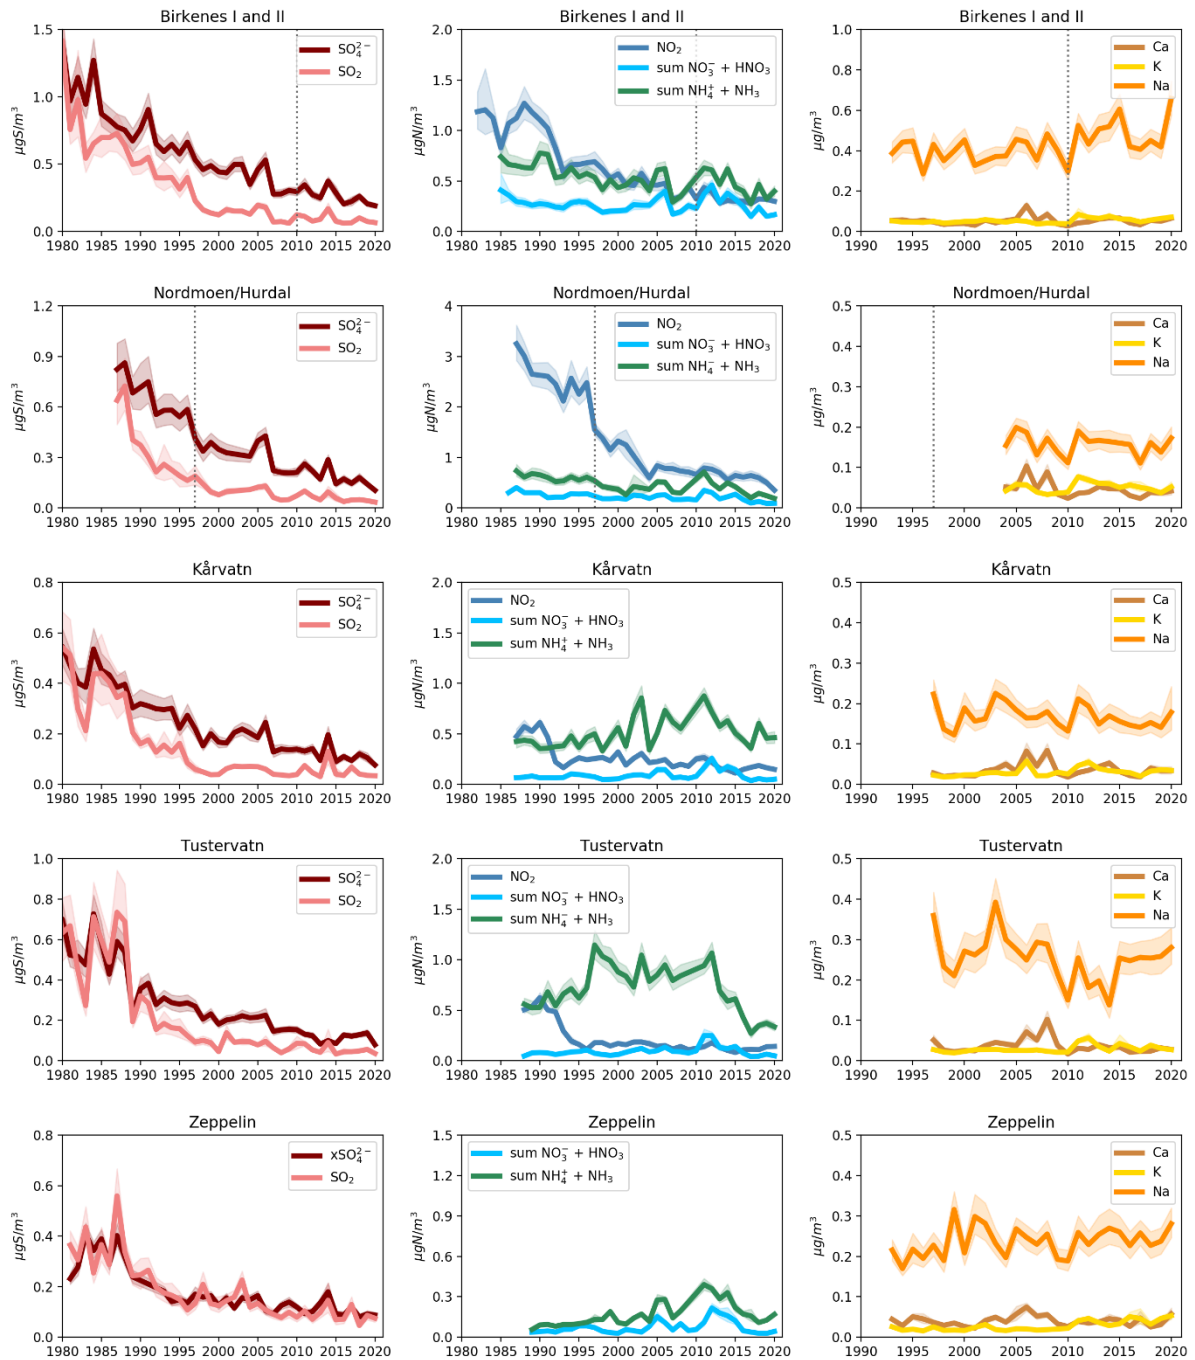 Birkenes I and II
1.5
1.0
0.5
0.0
µgS/m³
SO₄²⁻
SO₂
1980 1985 1990 1995 2000 2005 2010 2015 2020
Birkenes I and II
2.0
1.5
1.0
0.5
0.0
µgN/m³
NO₂
sum NO₃⁻ + HNO₃
sum NH₄⁺ + NH₃
1980 1985 1990 1995 2000 2005 2010 2015 2020
Birkenes I and II
1.0
0.8
0.6
0.4
0.2
0.0
µg/m³
Ca
K
Na
1990 1995 2000 2005 2010 2015 2020
Nordmoen/Hurdal
1.2
0.9
0.6
0.3
0.0
µgS/m³
SO₄²⁻
SO₂
1980 1985 1990 1995 2000 2005 2010 2015 2020
Nordmoen/Hurdal
4
3
2
1
0
µgN/m³
NO₂
sum NO₃⁻ + HNO₃
sum NH₄⁻ + NH₃
1980 1985 1990 1995 2000 2005 2010 2015 2020
Nordmoen/Hurdal
0.5
0.4
0.3
0.2
0.1
0.0
µg/m³
Ca
K
Na
1990 1995 2000 2005 2010 2015 2020
Kårvatn
0.8
0.6
0.4
0.2
0.0
µgS/m³
SO₄²⁻
SO₂
1980 1985 1990 1995 2000 2005 2010 2015 2020
Kårvatn
2.0
1.5
1.0
0.5
0.0
µgN/m³
NO₂
sum NO₃⁻ + HNO₃
sum NH₄⁺ + NH₃
1980 1985 1990 1995 2000 2005 2010 2015 2020
Kårvatn
0.5
0.4
0.3
0.2
0.1
0.0
µg/m³
Ca
K
Na
1990 1995 2000 2005 2010 2015 2020
Tustervatn
1.0
0.8
0.6
0.4
0.2
0.0
µgS/m³
SO₄²⁻
SO₂
1980 1985 1990 1995 2000 2005 2010 2015 2020
Tustervatn
2.0
1.5
1.0
0.5
0.0
µgN/m³
NO₂
sum NO₃⁻ + HNO₃
sum NH₄⁻ + NH₃
1980 1985 1990 1995 2000 2005 2010 2015 2020
Tustervatn
0.5
0.4
0.3
0.2
0.1
0.0
µg/m³
Ca
K
Na
1990 1995 2000 2005 2010 2015 2020
Zeppelin
0.8
0.6
0.4
0.2
0.0
µgS/m³
xSO₄²⁻
SO₂
1980 1985 1990 1995 2000 2005 2010 2015 2020
Zeppelin
1.5
1.2
0.9
0.6
0.3
0.0
µgN/m³
sum NO₃⁻ + HNO₃
sum NH₄⁺ + NH₃
1980 1985 1990 1995 2000 2005 2010 2015 2020
Zeppelin
0.5
0.4
0.3
0.2
0.1
0.0
µg/m³
Ca
K
Na
1990 1995 2000 2005 2010 2015 2020